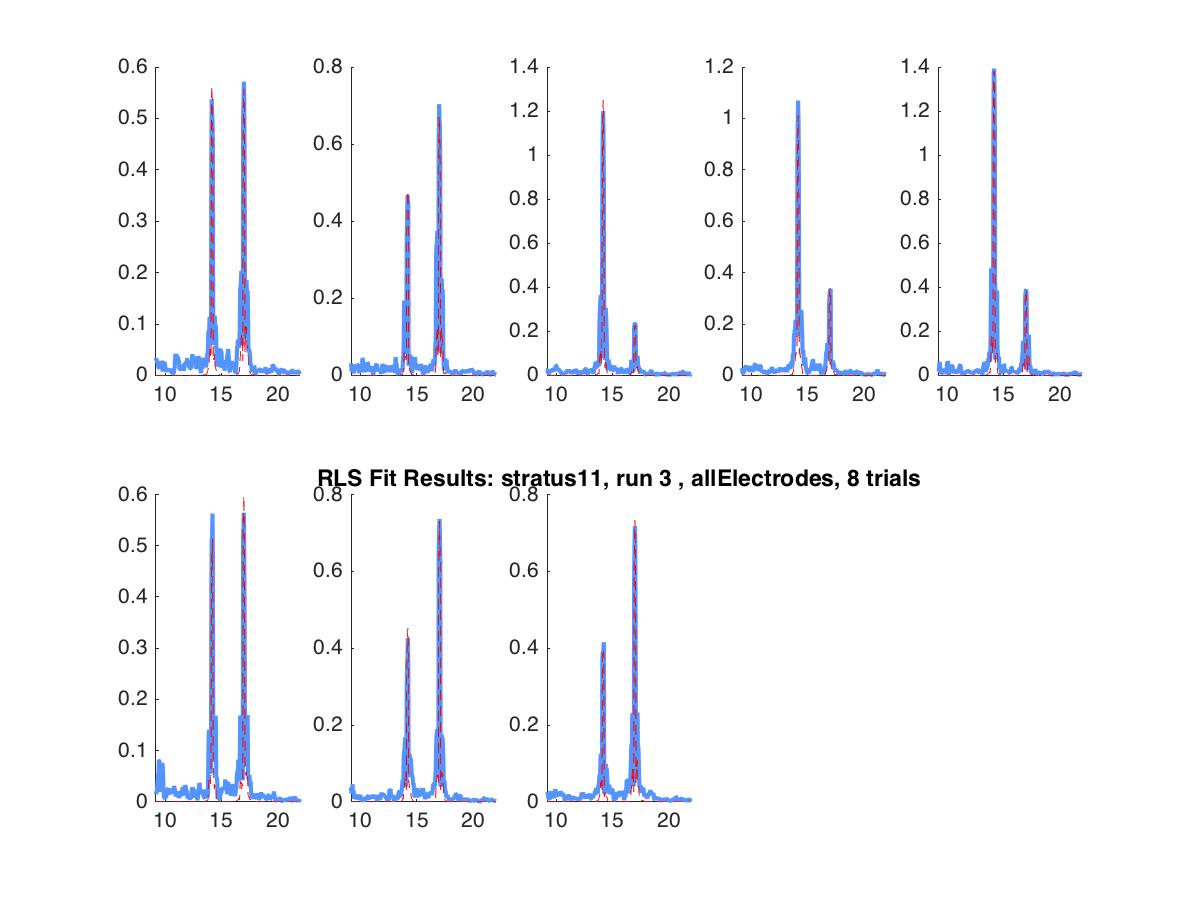 0.6 0.8 1.4 1.2 1.4
0.5 1.2 1 1.2
0.6 1 1
0.4 0.8
0.3 0.4 0.8 0.6 0.8
0.6 0.6
0.2 0.2 0.4 0.4 0.4
0.1 0.2 0.2 0.2
0 0 0 0 0
10 15 20 10 15 20 10 15 20 10 15 20 10 15 20
RLS Fit Results: stratus11, run 3 , allElectrodes, 8 trials
0.6 0.8 0.8
0.5
0.6 0.6
0.4
0.3 0.4 0.4
0.2
0.2 0.2
0.1
0 0 0
10 15 20 10 15 20 10 15 20